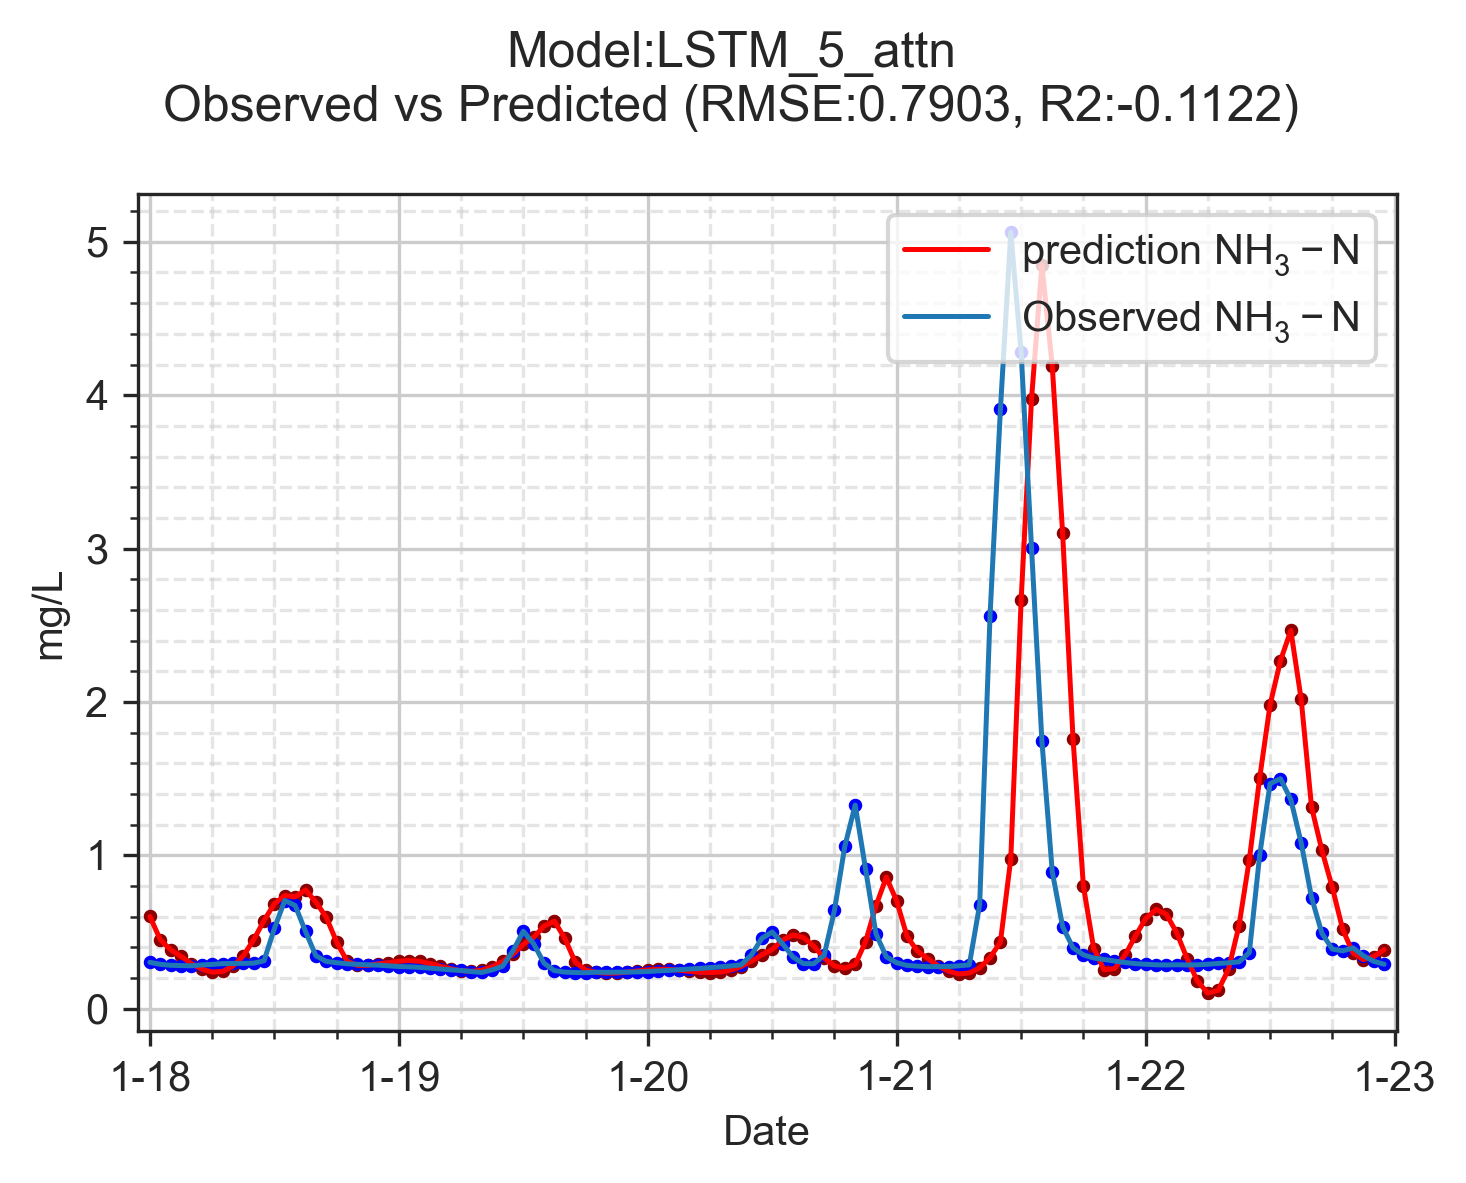 Model:LSTM_5_attn
Observed vs Predicted (RMSE:0.7903, R2:-0.1122)
prediction NH₃ − N
Observed NH₃ − N
5
4
3
2
1
0
mg/L
1-18 1-19 1-20 1-21 1-22 1-23
Date